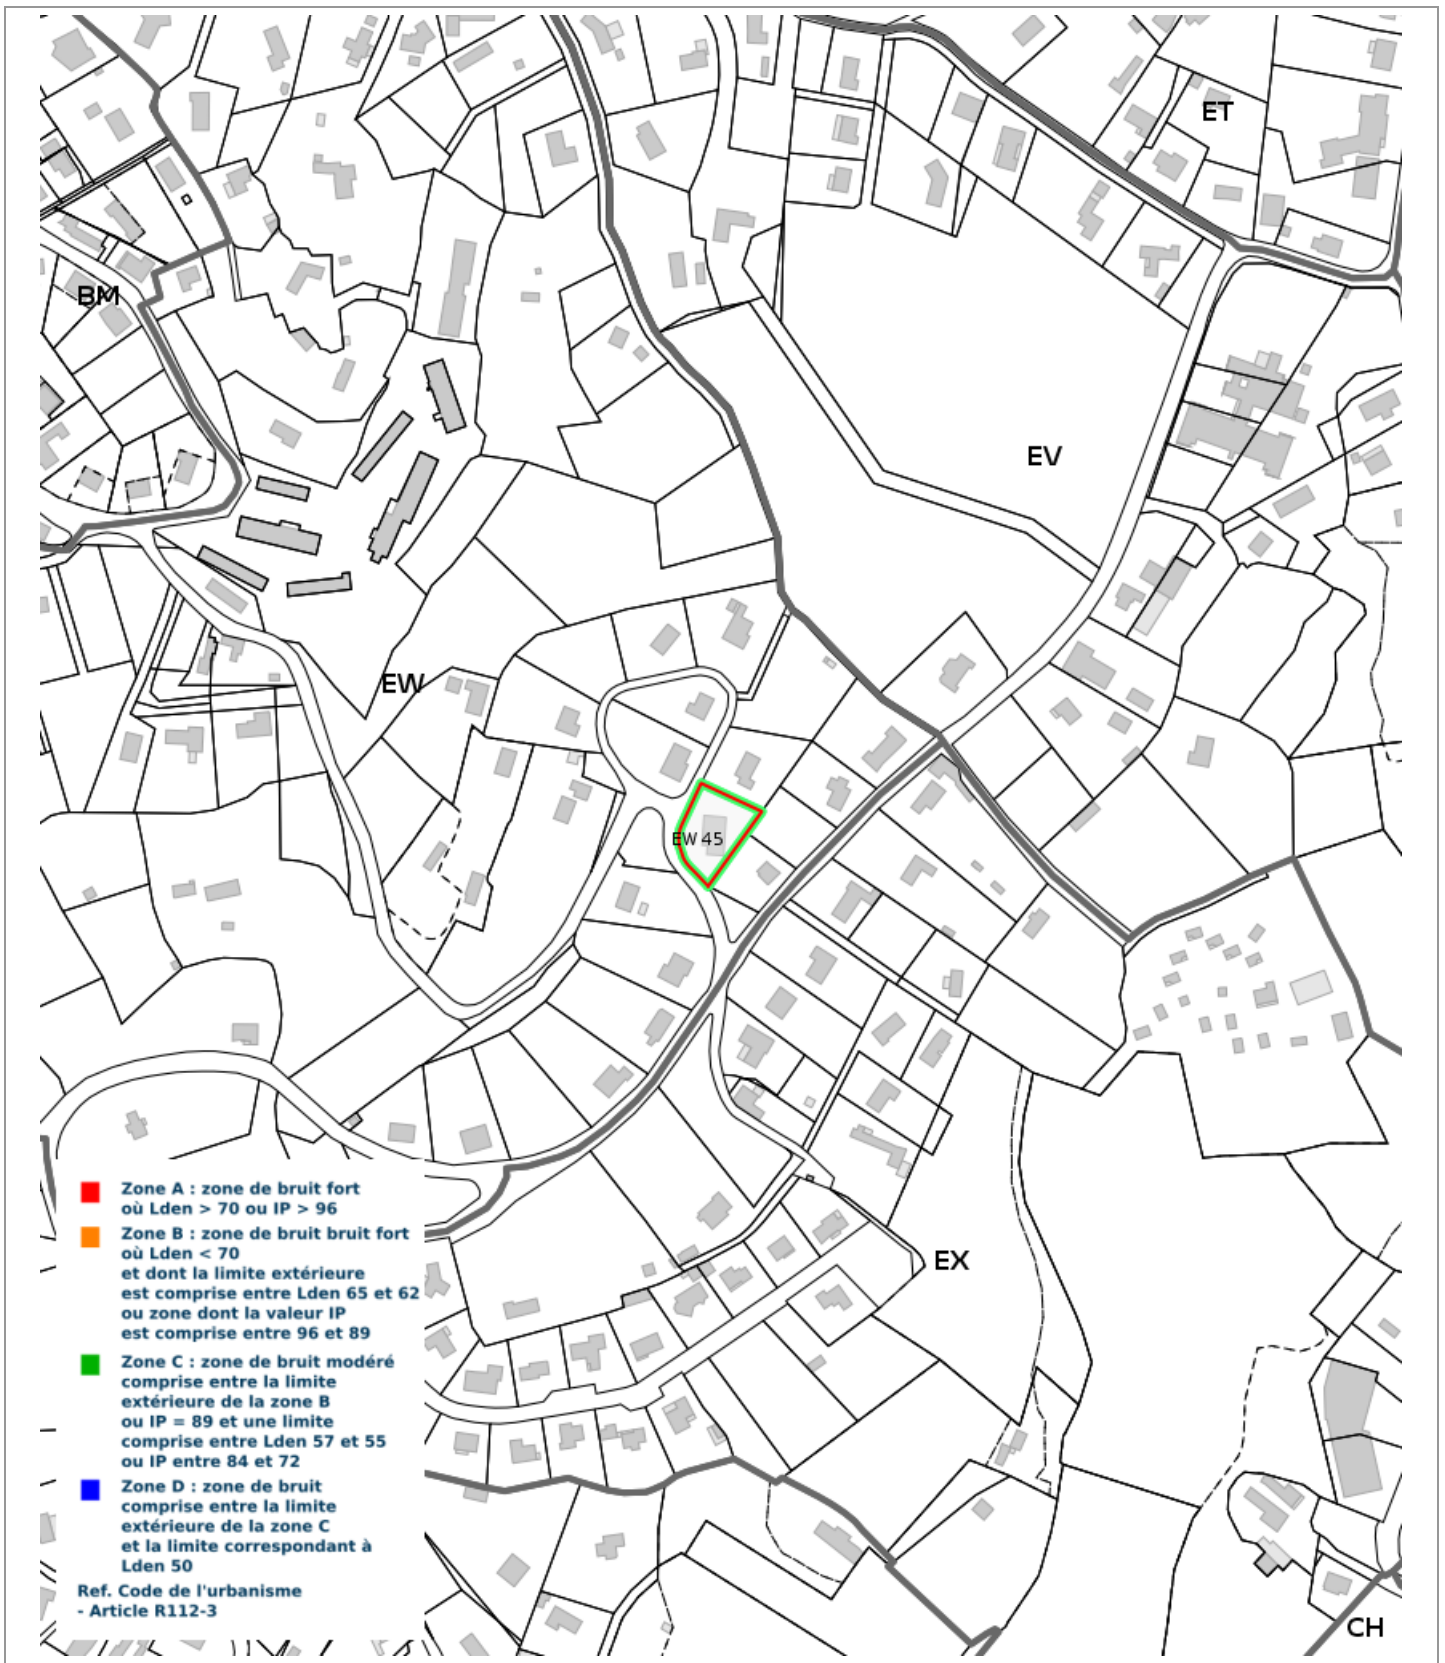 ET
BM
EV
EW
EW 45
Zone A : zone de bruit fort
où Lden > 70 ou IP > 96
Zone B : zone de bruit bruit fort
où Lden < 70
et dont la limite extérieure
est comprise entre Lden 65 et 62
ou zone dont la valeur IP
est comprise entre 96 et 89
Zone C : zone de bruit modéré
comprise entre la limite
extérieure de la zone B
ou IP = 89 et une limite
comprise entre Lden 57 et 55
ou IP entre 84 et 72
Zone D : zone de bruit
comprise entre la limite
extérieure de la zone C
et la limite correspondant à
Lden 50
Ref. Code de l'urbanisme
- Article R112-3
EX
CH